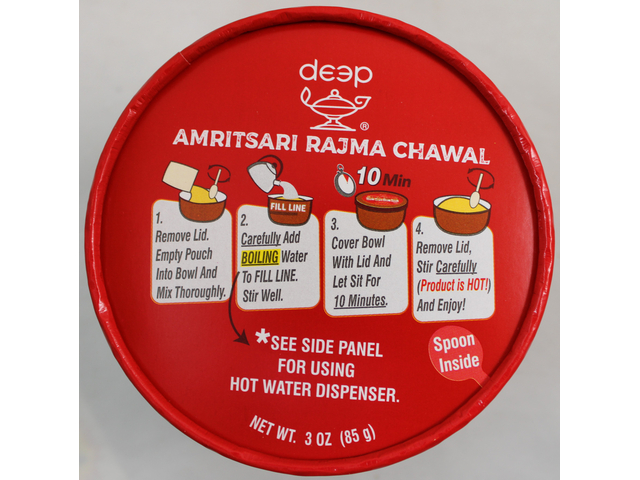 deep
®
AMRITSARI RAJMA CHAWAL
FILL LINE
10 Min
1.
Remove Lid.
Empty Pouch
Into Bowl And
Mix Thoroughly.
2.
Carefully Add
BOILING Water
To FILL LINE.
Stir Well.
3.
Cover Bowl
With Lid And
Let Sit For
10 Minutes.
4.
Remove Lid,
Stir Carefully
(Product is HOT!)
And Enjoy!
*SEE SIDE PANEL
FOR USING
HOT WATER DISPENSER.
Spoon
Inside
NET WT. 3 OZ (85 g)